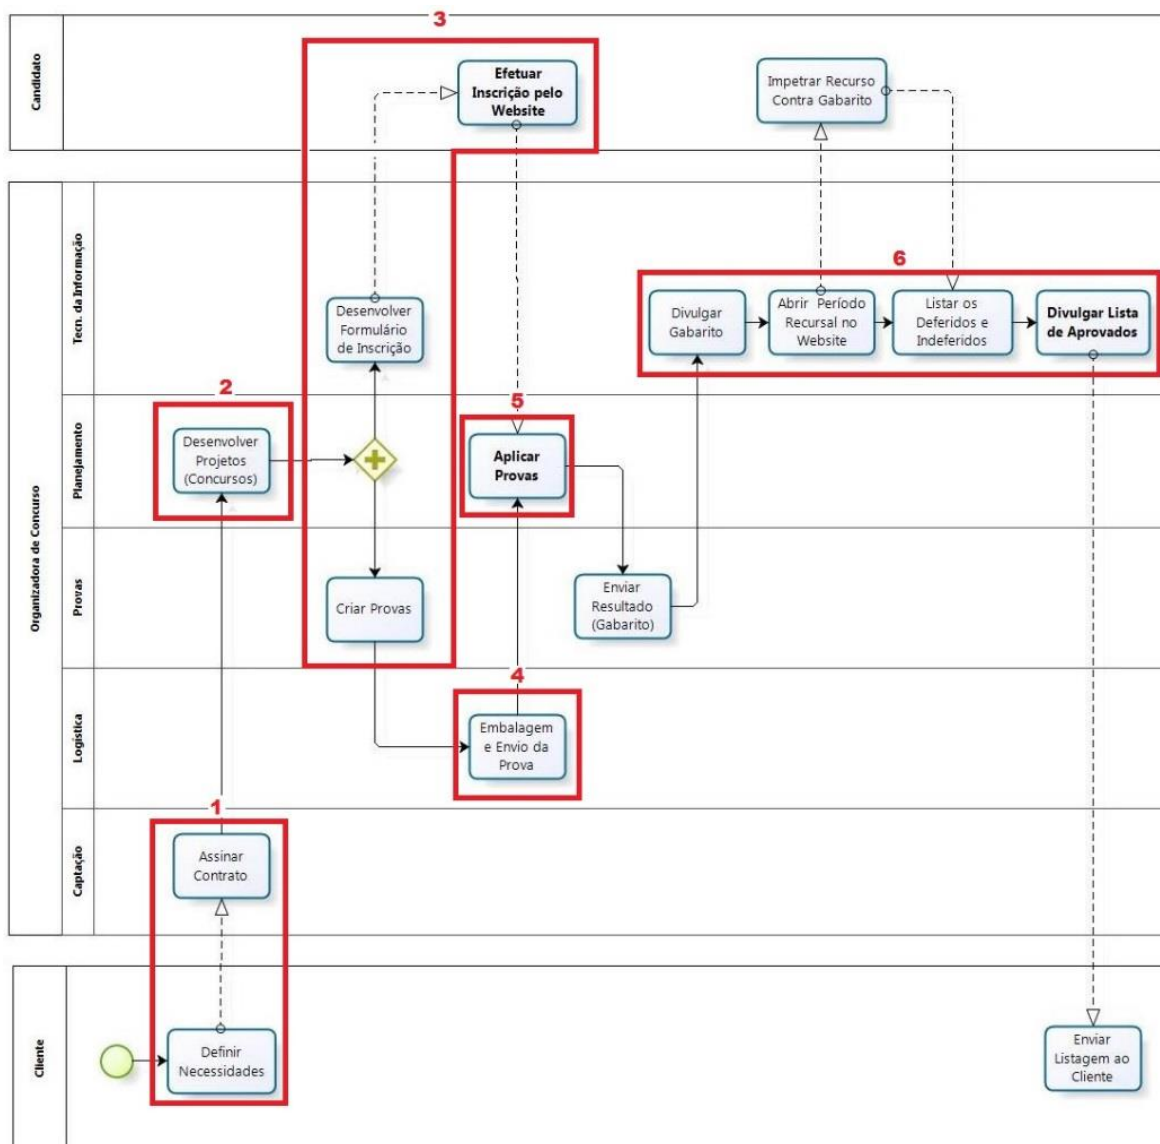 3
Candidato
Efetuar
Inscrição pelo
Website
Impetrar Recurso
Contra Gabarito
Organizadora de Concurso
Tecn. da Informação
Desenvolver
Formulário
de Inscrição
6
Divulgar
Gabarito
Abrir Período
Recursal no
Website
Listar os
Deferidos e
Indeferidos
Divulgar Lista
de Aprovados
Planejamento
2
Desenvolver
Projetos
(Concursos)
5
Aplicar
Provas
Provas
Criar Provas
Enviar
Resultado
(Gabarito)
Logística
4
Embalagem
e Envio da
Prova
Captação
1
Assinar
Contrato
Cliente
Definir
Necessidades
Enviar
Listagem ao
Cliente